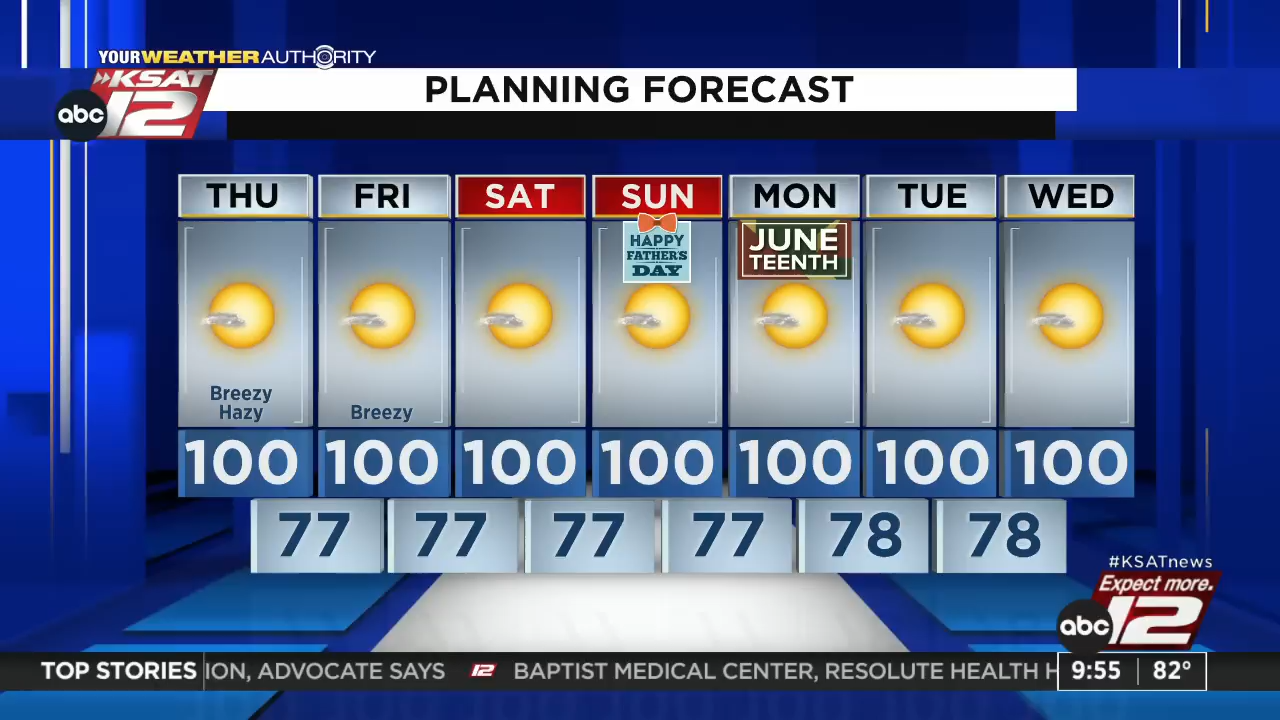 YOURWEATHERAUTHORITY
KSAT
abc 12
PLANNING FORECAST
THU FRI SAT SUN MON TUE WED
HAPPY
FATHER'S
DAY
JUNE
TEENTH
Breezy
Hazy
Breezy
100 100 100 100 100 100 100
77 77 77 77 78 78
#KSATnews
Expect more.
abc 12
TOP STORIES ION, ADVOCATE SAYS 12 BAPTIST MEDICAL CENTER, RESOLUTE HEALTH 9:55 82°